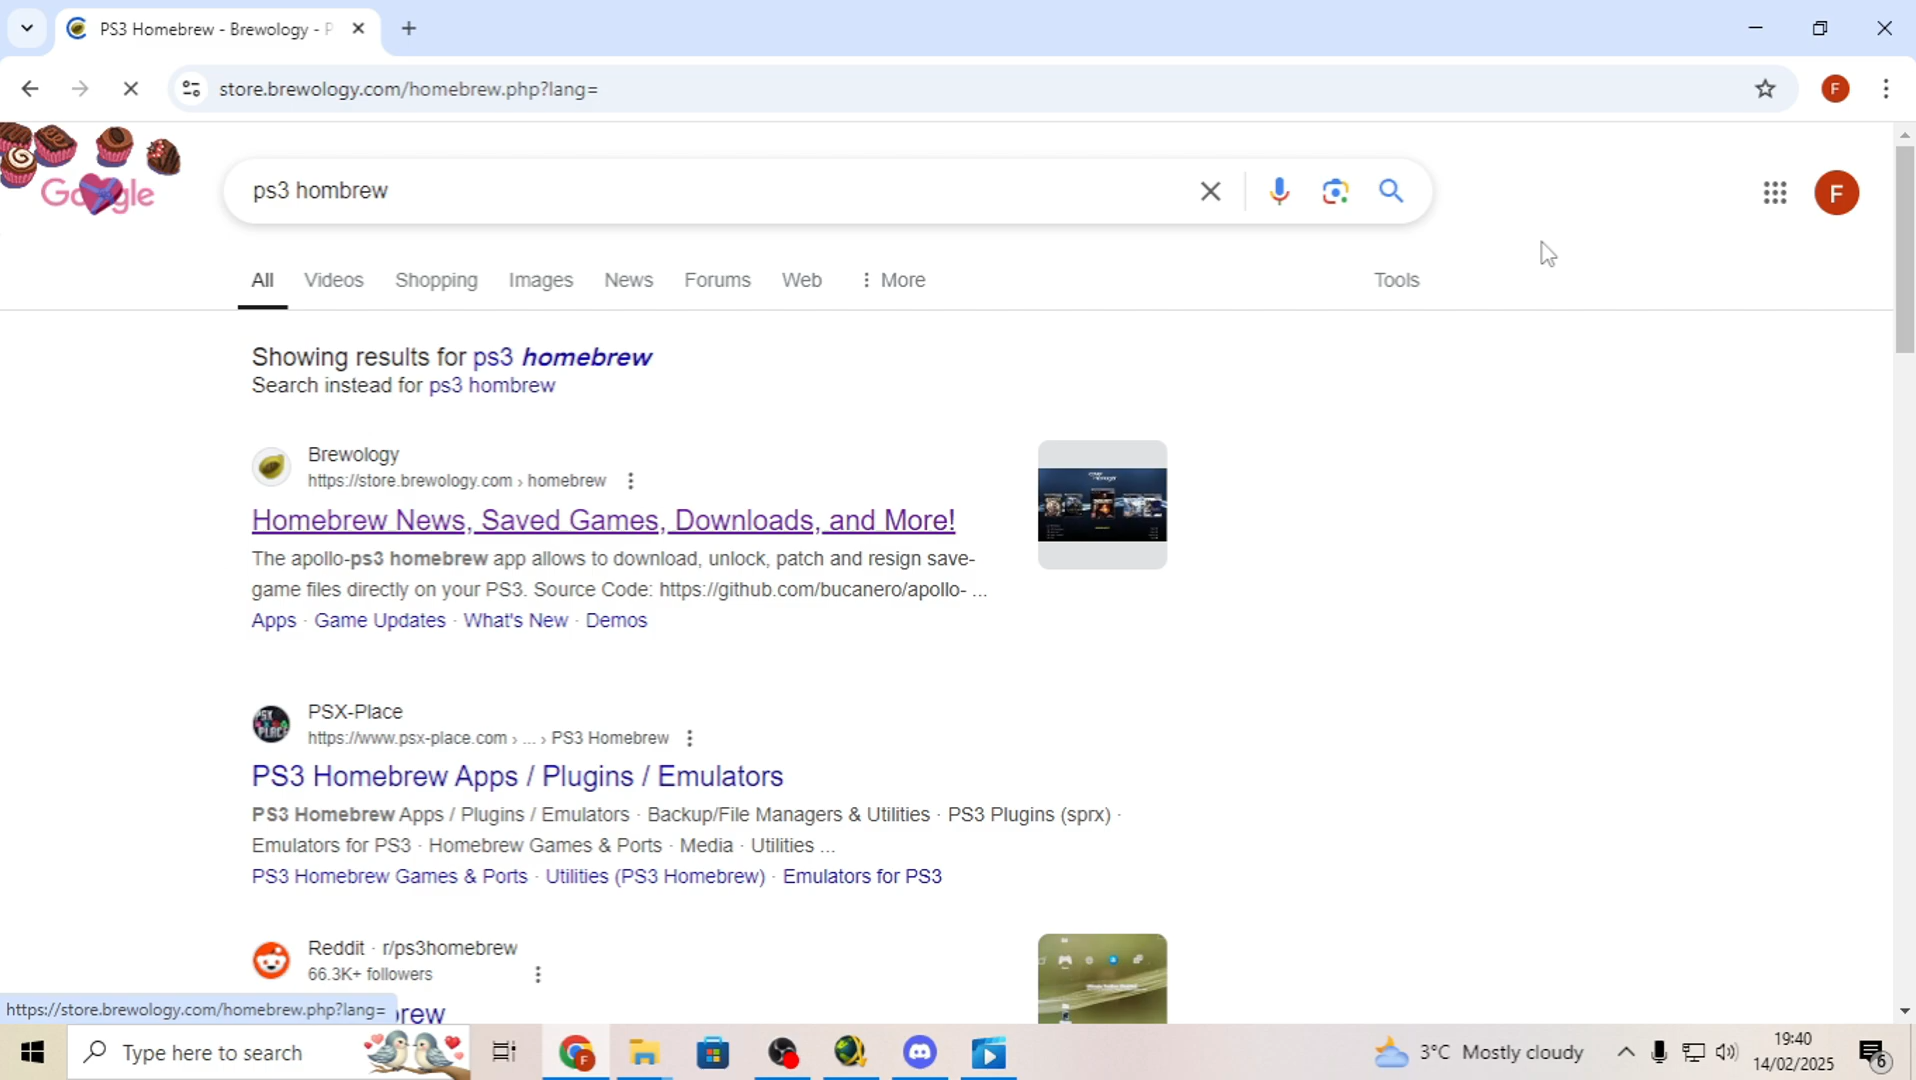 PS3 Homebrew - Brewology - P
store.brewology.com/homebrew.php?lang=
F
Google
ps3 hombrew
F
All
Videos
Shopping
Images
News
Forums
Web
More
Tools
Showing results for ps3 homebrew
Search instead for ps3 hombrew
Brewology
https://store.brewology.com › homebrew
Homebrew News, Saved Games, Downloads, and More!
The apollo-ps3 homebrew app allows to download, unlock, patch and resign save-
game files directly on your PS3. Source Code: https://github.com/bucanero/apollo- ...
Apps · Game Updates · What's New · Demos
PSX-Place
https://www.psx-place.com › ... › PS3 Homebrew
PS3 Homebrew Apps / Plugins / Emulators
PS3 Homebrew Apps / Plugins / Emulators · Backup/File Managers & Utilities · PS3 Plugins (sprx) ·
Emulators for PS3 · Homebrew Games & Ports · Media · Utilities ...
PS3 Homebrew Games & Ports · Utilities (PS3 Homebrew) · Emulators for PS3
Reddit · r/ps3homebrew
66.3K+ followers
https://store.brewology.com/homebrew.php?lang=
rew
Type here to search
3°C Mostly cloudy
19:40
14/02/2025
6